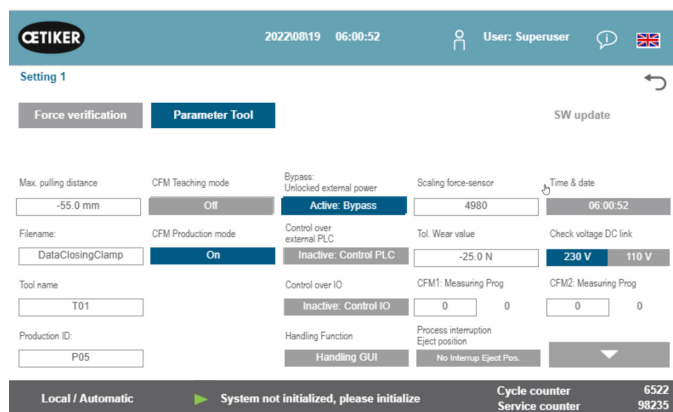 OETIKER
2022\08\19 06:00:52
User: Superuser
Setting 1
Force verification
Parameter Tool
SW update
Max. pulling distance
-55.0 mm
CFM Teaching mode
Off
Bypass:
Unlocked external power
Active: Bypass
Scaling force-sensor
4980
Time & date
06:00:52
Filename:
DataClosingClamp
CFM Production mode
On
Control over
external PLC
Inactive: Control PLC
Tol. Wear value
-25.0 N
Check voltage DC link
230 V 110 V
Tool name
T01
Control over IO
Inactive: Control IO
CFM1: Measuring Prog
0 0
CFM2: Measuring Prog
0 0
Production ID:
P05
Handling Function
Handling GUI
Process interruption
Eject position
No Interrup Eject Pos.
Local / Automatic
System not initialized, please initialize
Cycle counter 6522
Service counter 98235